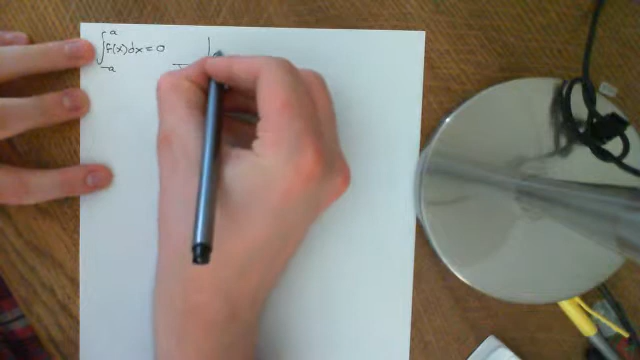 ∫_{-a}^{a} f(x)dx = 0